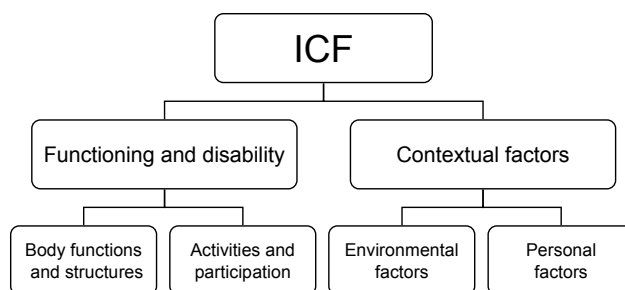 ICF
Functioning and disability
Contextual factors
Body functions
and structures
Activities and
participation
Environmental
factors
Personal
factors